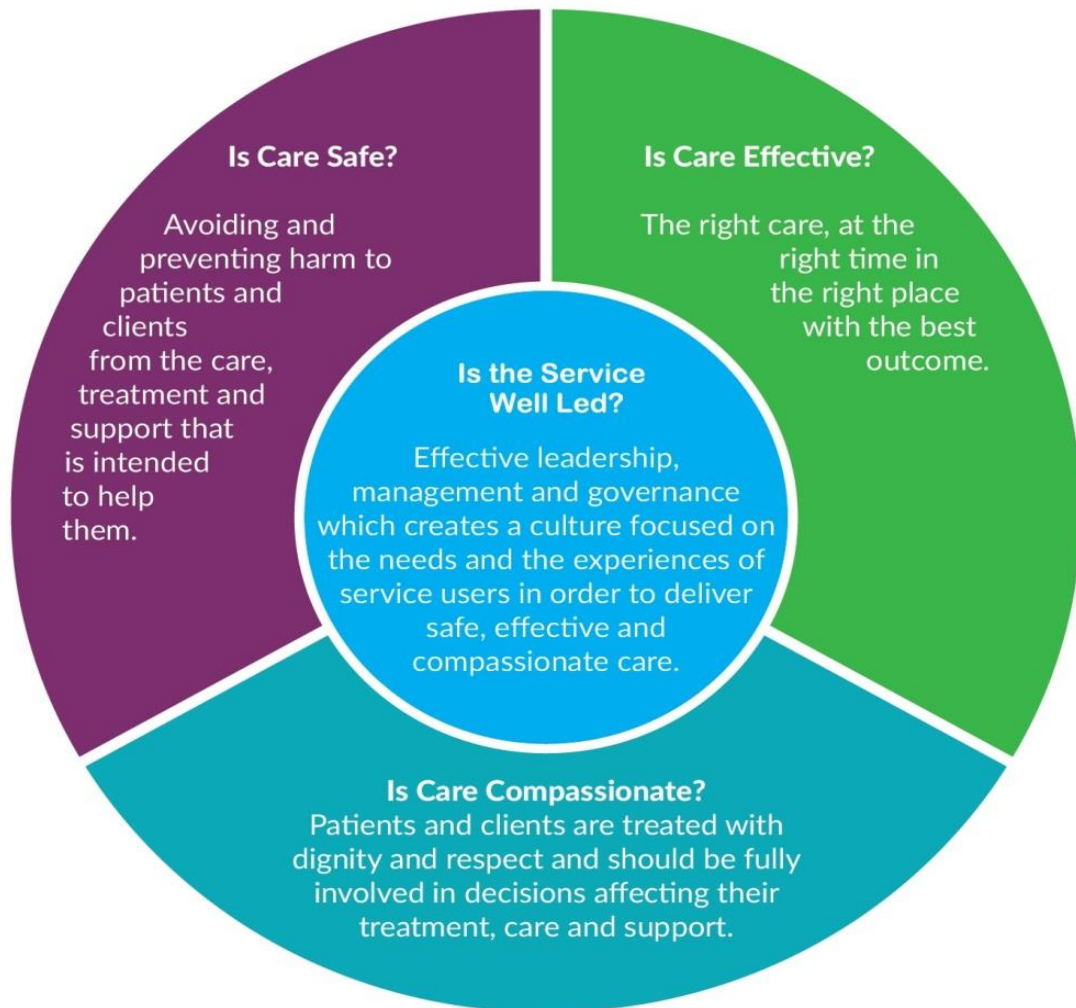 Is Care Safe?
Avoiding and
preventing harm to
patients and
clients
from the care,
treatment and
support that
is intended
to help
them.
Is Care Effective?
The right care, at the
right time in
the right place
with the best
outcome.
Is the Service
Well Led?
Effective leadership,
management and governance
which creates a culture focused on
the needs and the experiences of
service users in order to deliver
safe, effective and
compassionate care.
Is Care Compassionate?
Patients and clients are treated with
dignity and respect and should be fully
involved in decisions affecting their
treatment, care and support.